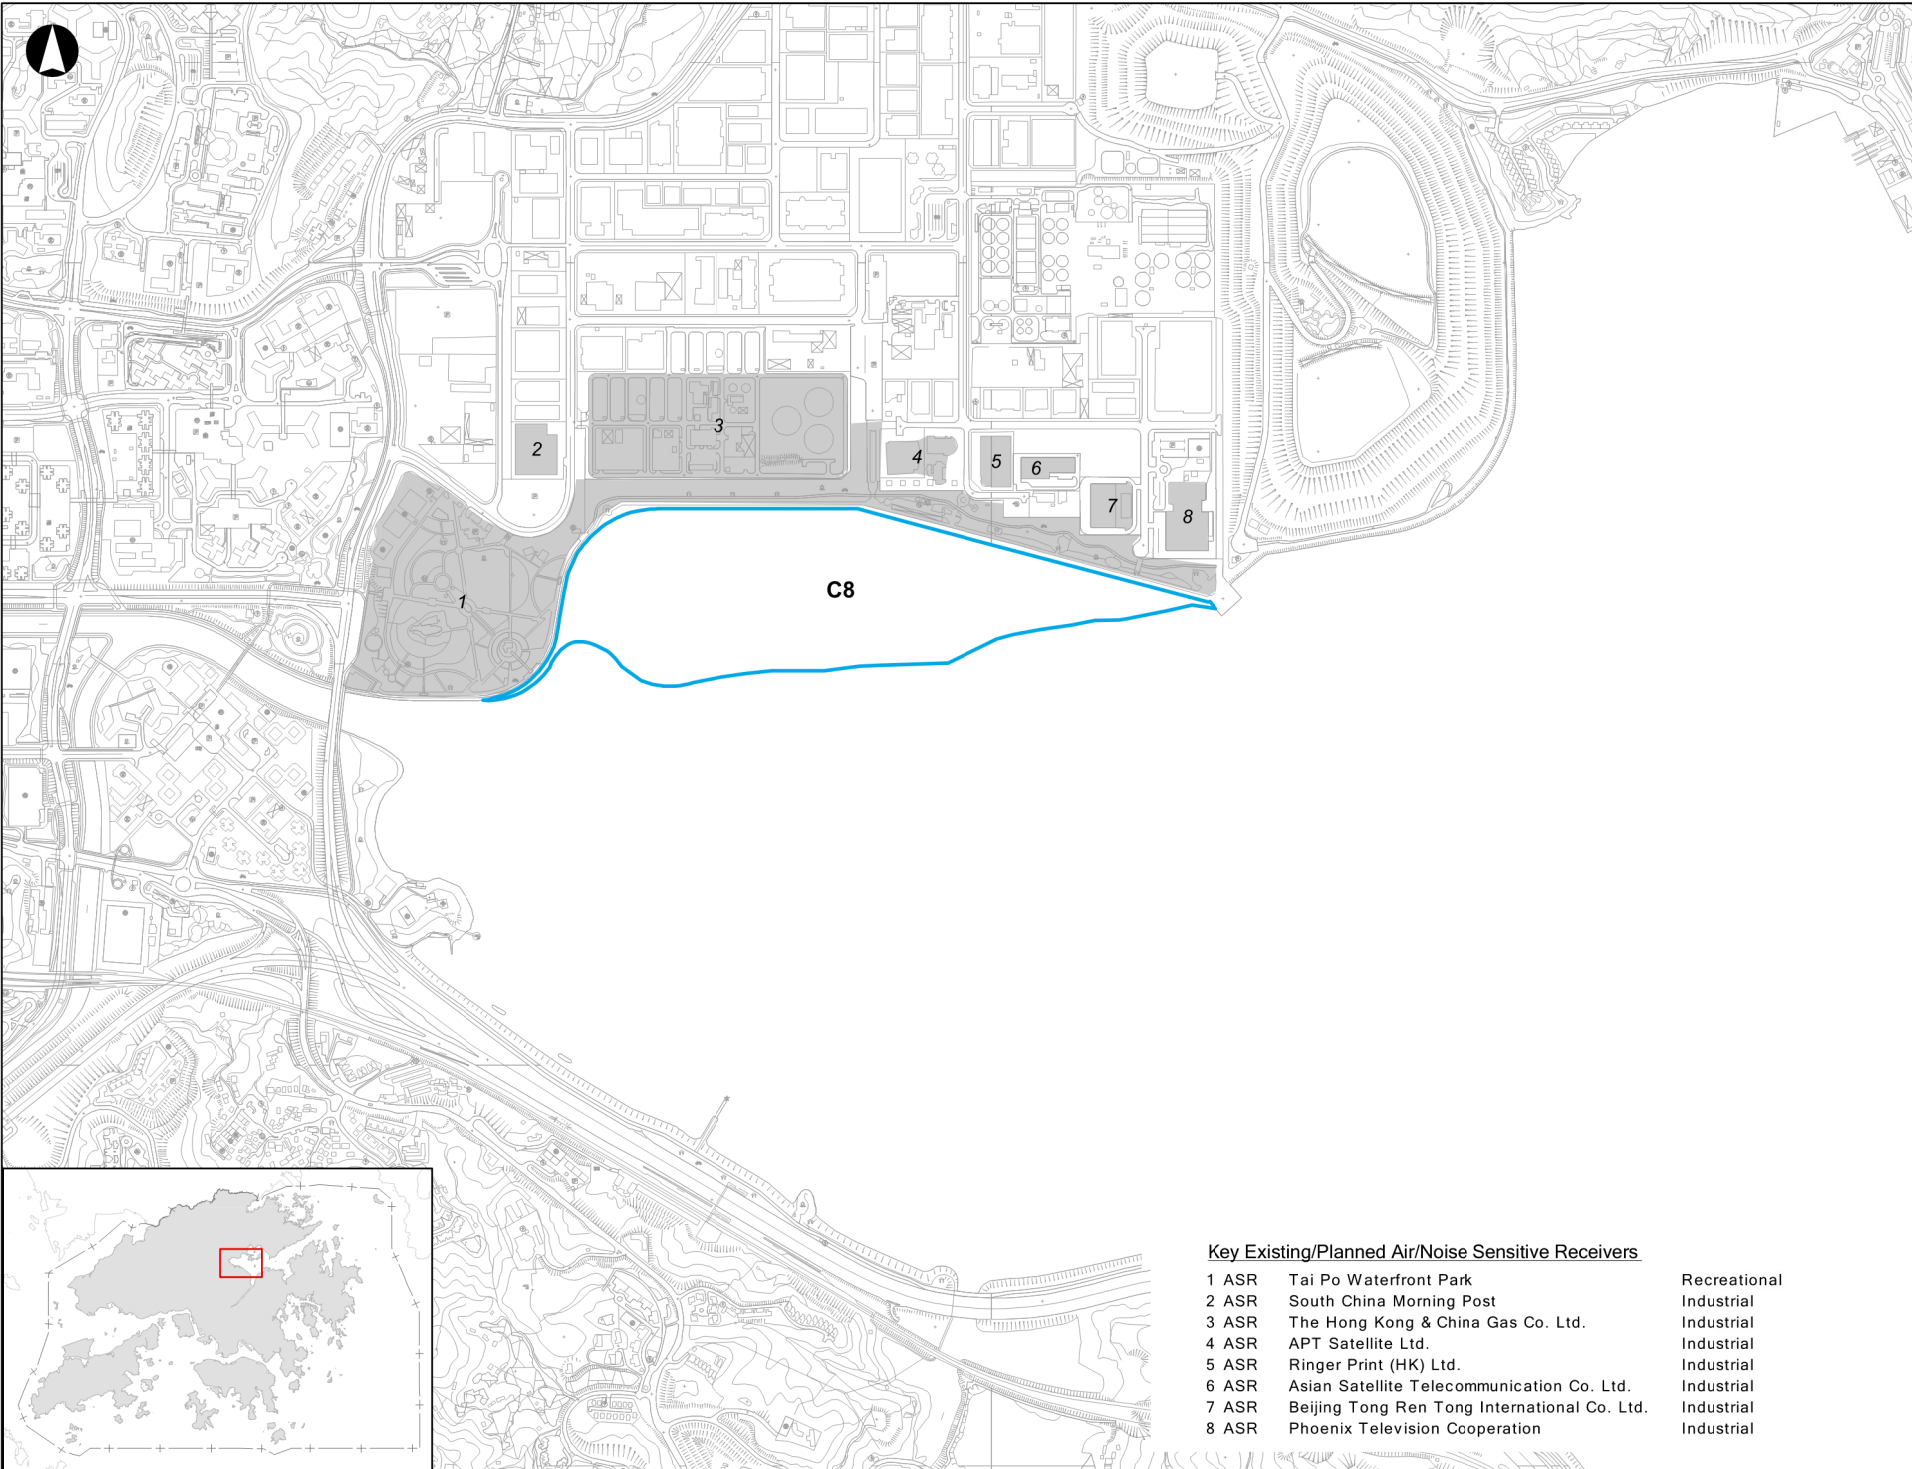 2
3
4
5
6
7
8
C8
1
Key Existing/Planned Air/Noise Sensitive Receivers
1 ASR Tai Po Waterfront Park Recreational
2 ASR South China Morning Post Industrial
3 ASR The Hong Kong & China Gas Co. Ltd. Industrial
4 ASR APT Satellite Ltd. Industrial
5 ASR Ringer Print (HK) Ltd. Industrial
6 ASR Asian Satellite Telecommunication Co. Ltd. Industrial
7 ASR Beijing Tong Ren Tong International Co. Ltd. Industrial
8 ASR Phoenix Television Cooperation Industrial